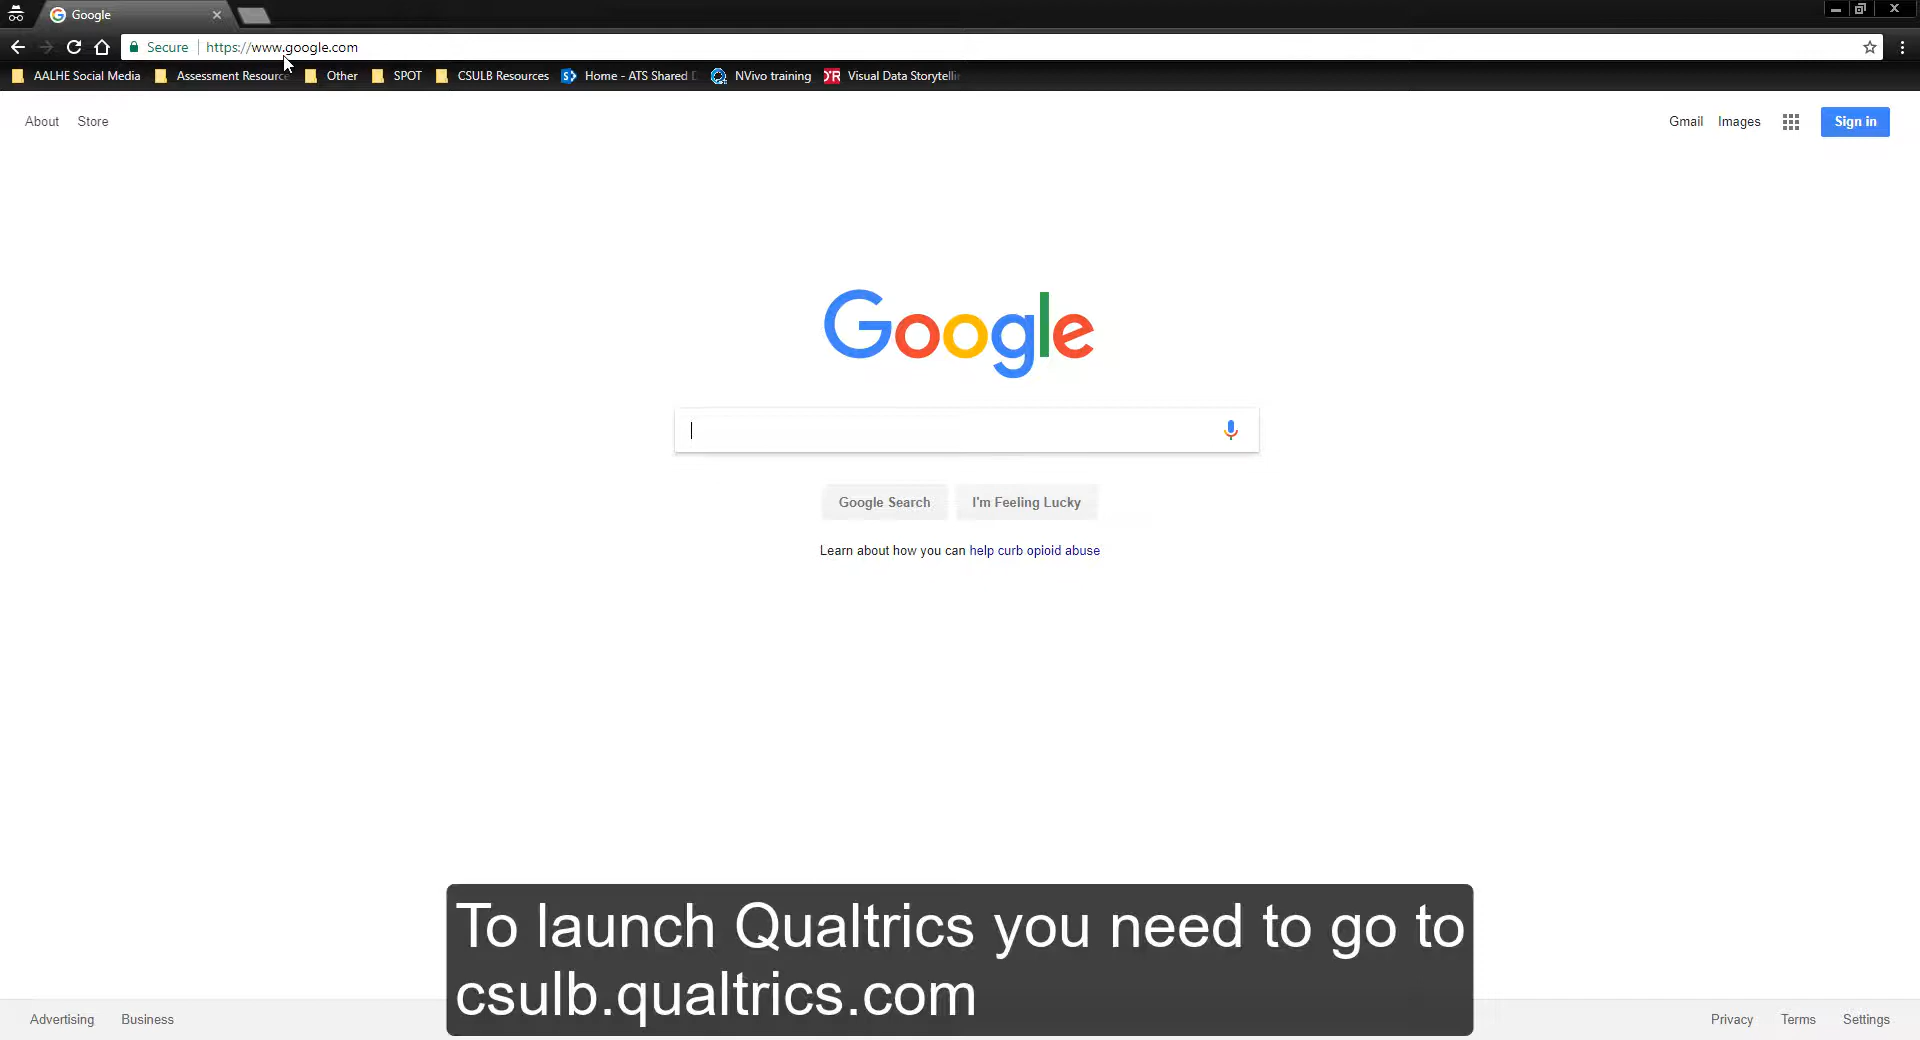 Google
Secure https://www.google.com
AALHE Social Media Assessment Resourc Other SPOT CSULB Resources Home - ATS Shared NVivo training Visual Data Storytelli
About Store
Gmail Images Sign in
Google
Google Search I'm Feeling Lucky
Learn about how you can help curb opioid abuse
To launch Qualtrics you need to go to
csulb.qualtrics.com
Advertising Business
Privacy Terms Settings